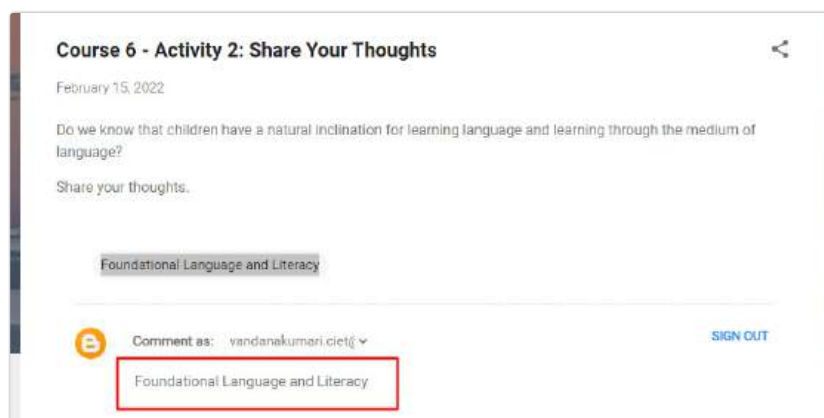 Course 6 - Activity 2: Share Your Thoughts
February 15, 2022
Do we know that children have a natural inclination for learning language and learning through the medium of
language?
Share your thoughts.
Foundational Language and Literacy
Comment as: vandanakumari.ciet@
SIGN OUT
Foundational Language and Literacy